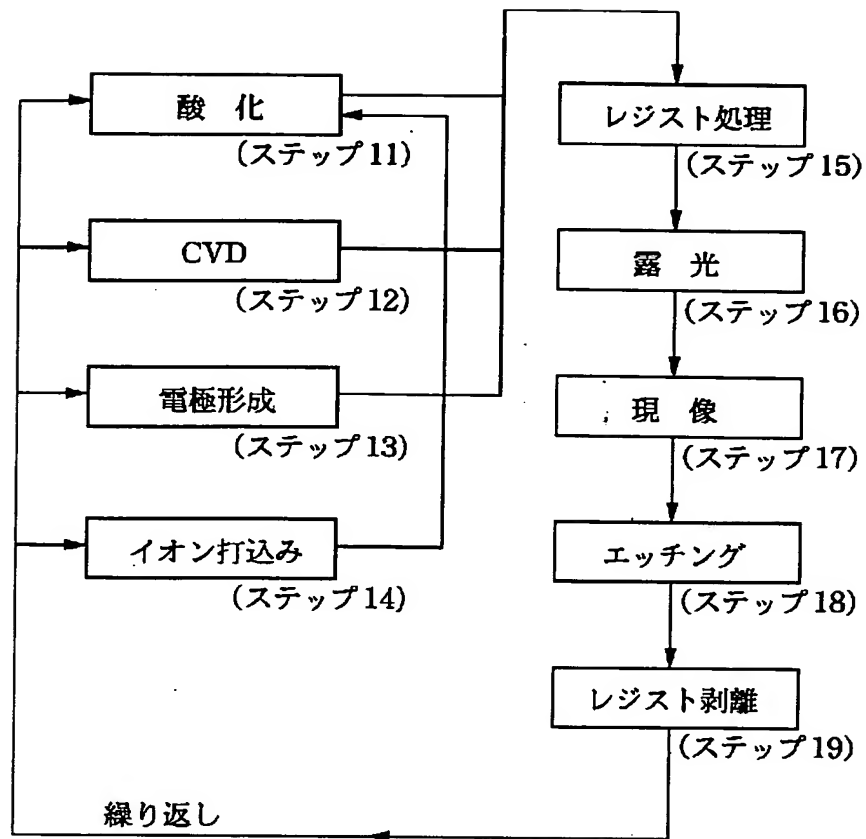 酸 化
(ステップ11)
CVD
(ステップ12)
電極形成
(ステップ13)
イオン打込み
(ステップ14)
レジスト処理
(ステップ15)
露 光
(ステップ16)
現 像
(ステップ17)
エッチング
(ステップ18)
レジスト剥離
(ステップ19)
繰り返し